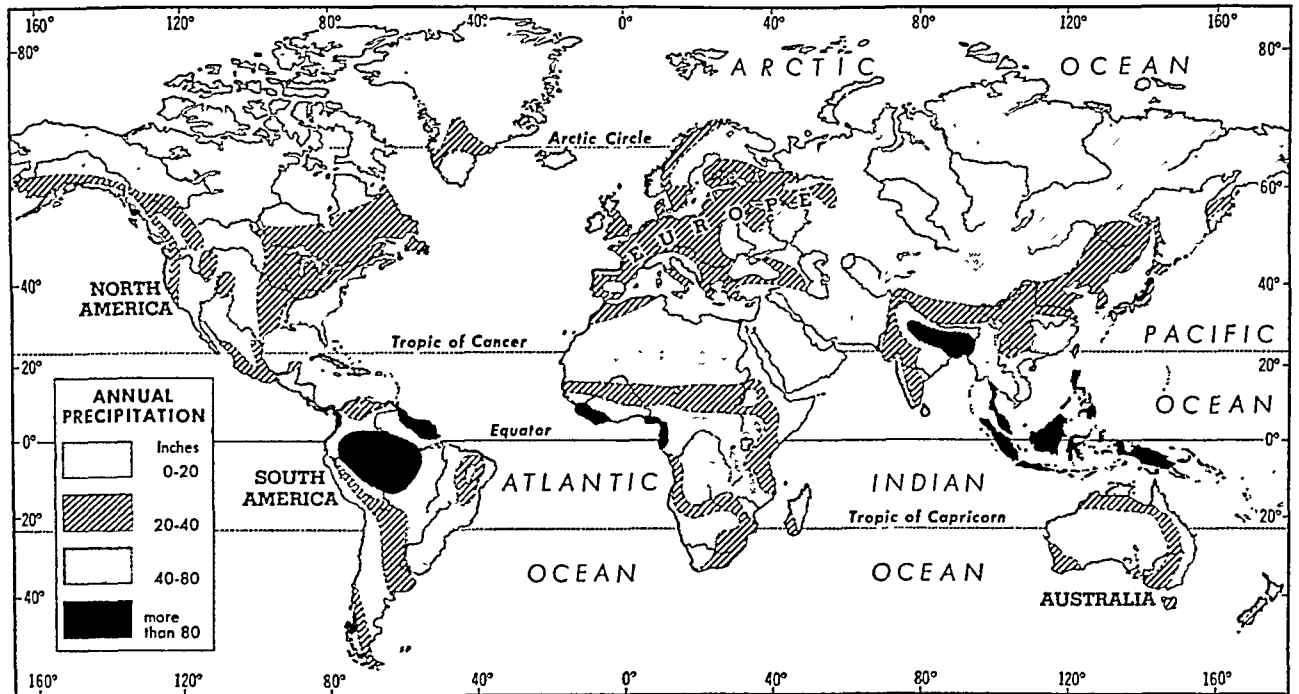 160° 120° 80° 40° 0° 40° 80° 120° 160°
80° ARCTIC OCEAN 80°
Arctic Circle
60°
EUROPE
40° 40°
NORTH
AMERICA
PACIFIC
Tropic of Cancer
20° 20°
OCEAN
ANNUAL
PRECIPITATION
Inches
0-20
20-40
40-80
more
than 80
0° Equator 0°
SOUTH
AMERICA
ATLANTIC
INDIAN
20° Tropic of Capricorn 20°
OCEAN OCEAN
AUSTRALIA
40° 40°
160° 120° 80° 40° 0° 40° 80° 120° 160°